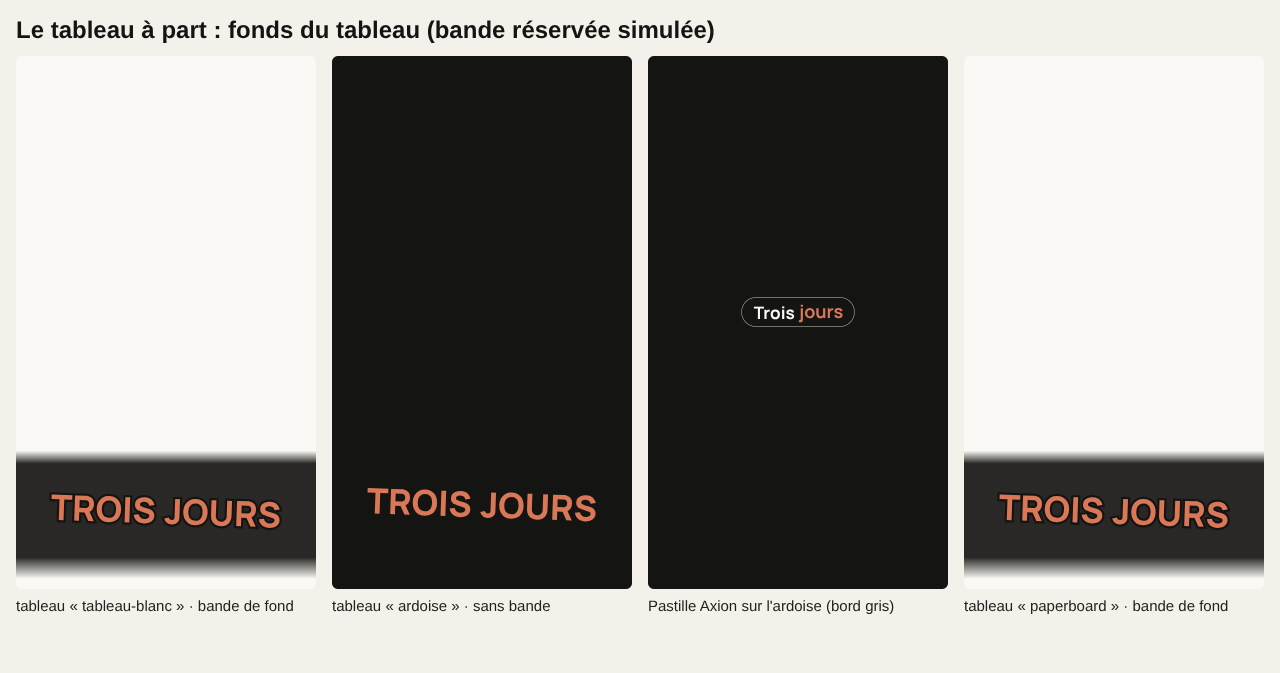 Le tableau à part : fonds du tableau (bande réservée simulée)
TROIS JOURS
TROIS JOURS
Trois jours
TROIS JOURS
tableau « tableau-blanc » · bande de fond
tableau « ardoise » · sans bande
Pastille Axion sur l'ardoise (bord gris)
tableau « paperboard » · bande de fond